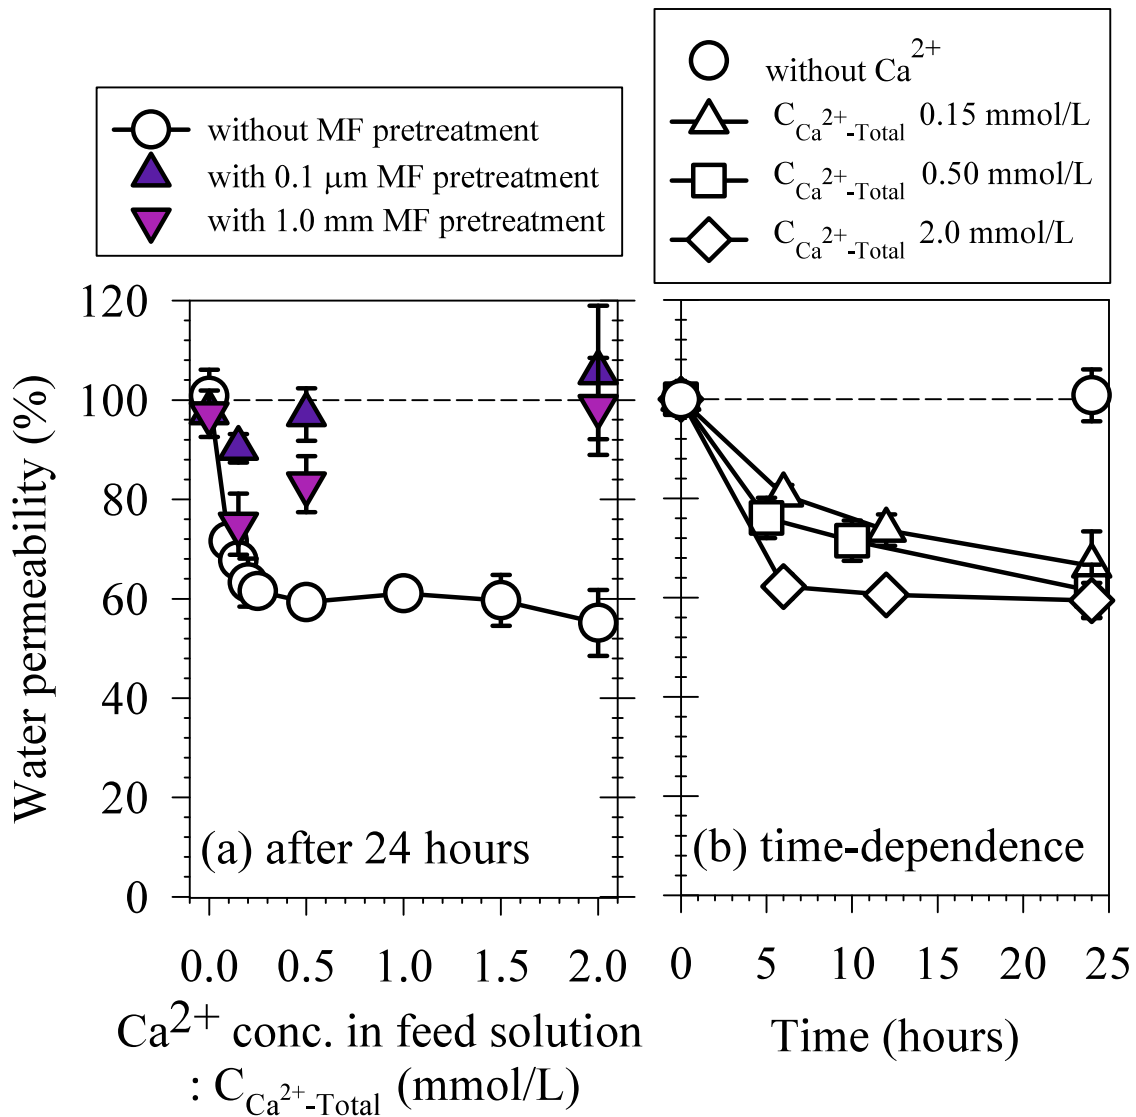 without MF pretreatment
with 0.1 μm MF pretreatment
with 1.0 mm MF pretreatment
without Ca2+
CCa2+-Total 0.15 mmol/L
CCa2+-Total 0.50 mmol/L
CCa2+-Total 2.0 mmol/L
Water permeability (%)
120
100
80
60
40
20
0
(a) after 24 hours
(b) time-dependence
0.0 0.5 1.0 1.5 2.0
0 5 10 15 20 25
Ca2+ conc. in feed solution
: CCa2+-Total (mmol/L)
Time (hours)